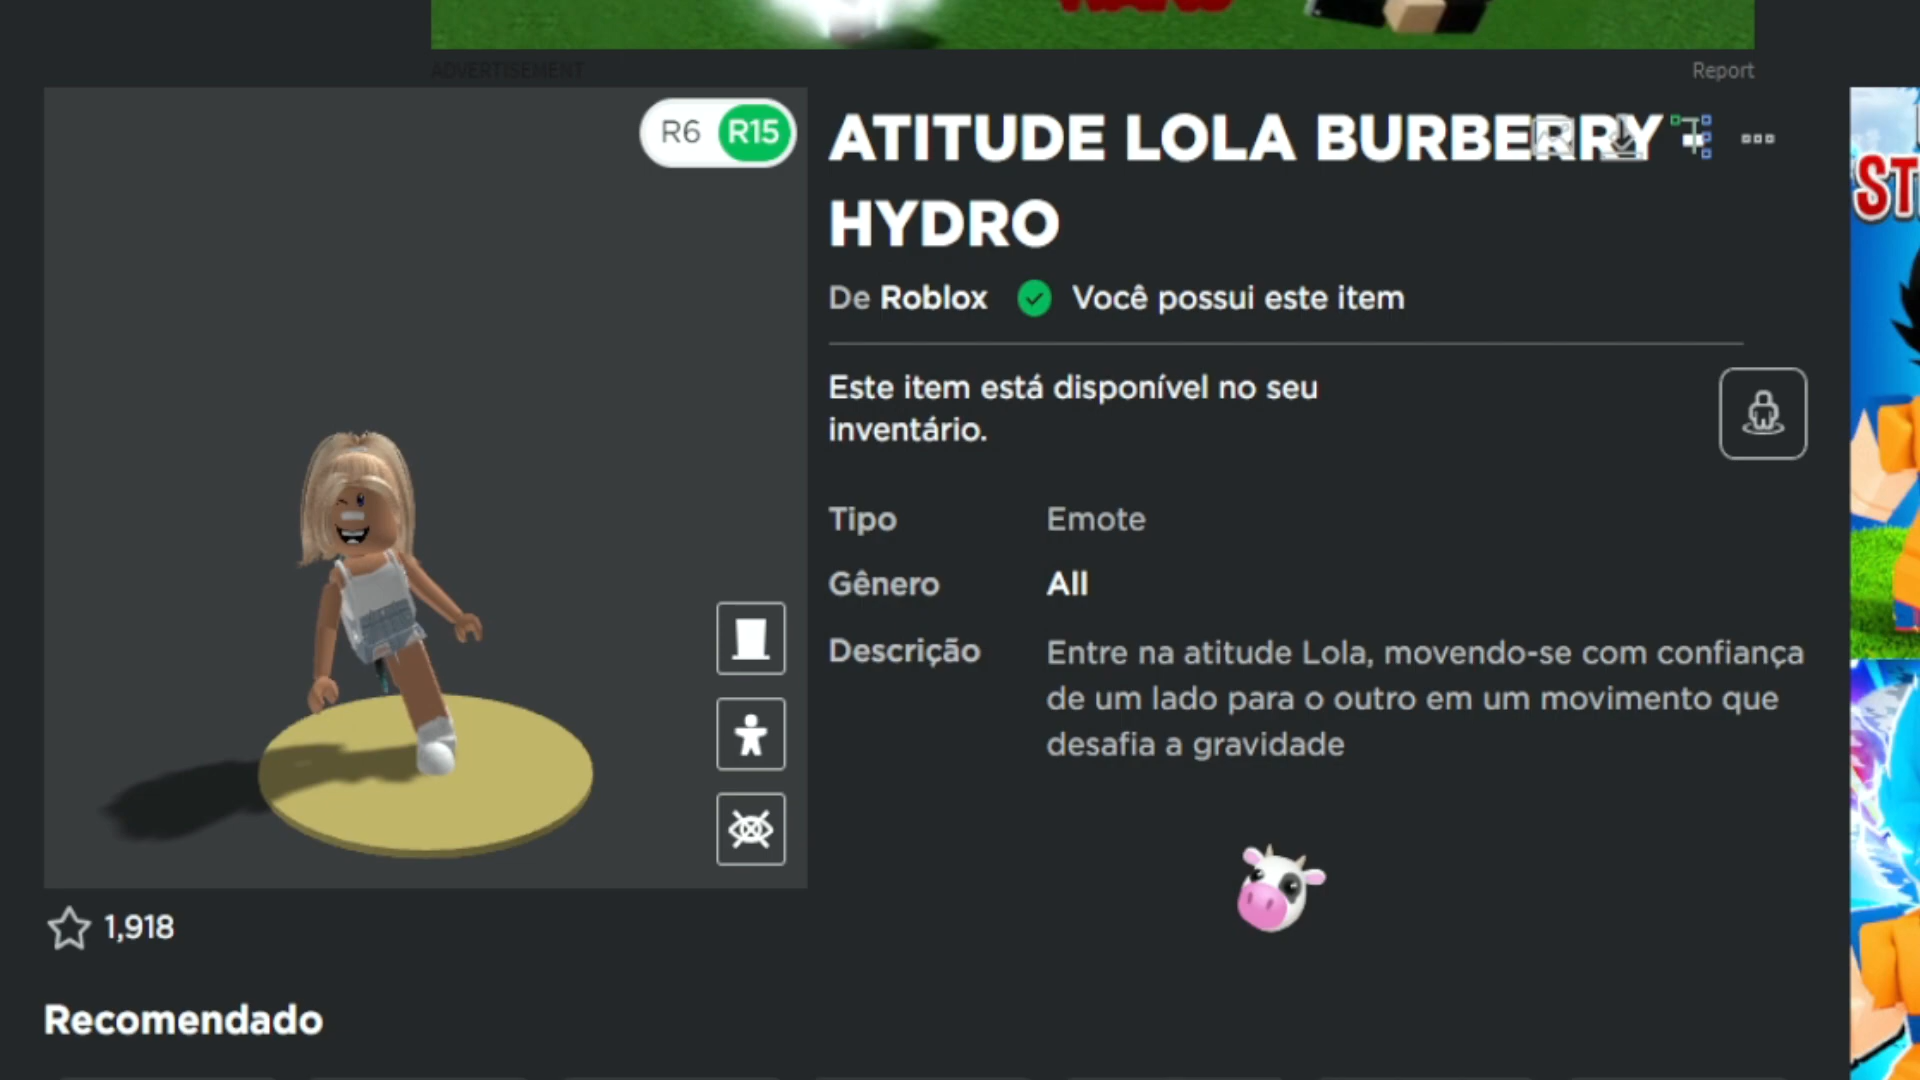 ADVERTISEMENT
Report
R6 R15
ATITUDE LOLA BURBERRY
HYDRO
De Roblox Você possui este item
Este item está disponível no seu
inventário.
Tipo Emote
Gênero All
Descrição Entre na atitude Lola, movendo-se com confiança
de um lado para o outro em um movimento que
desafia a gravidade
1,918
Recomendado